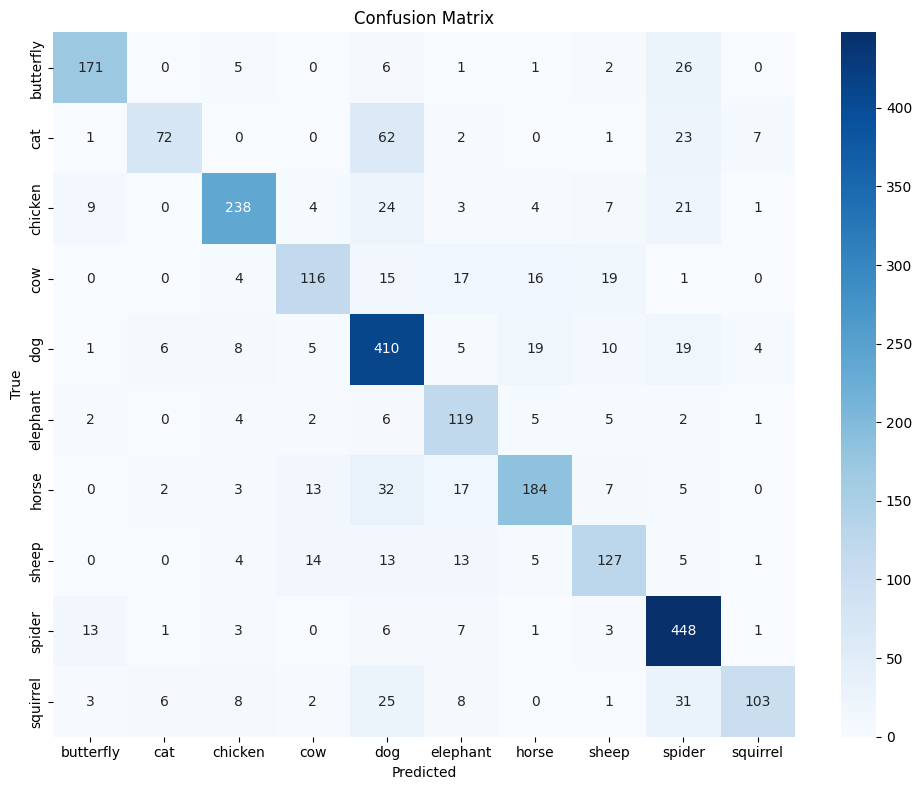 Confusion Matrix
butterfly 171 0 5 0 6 1 1 2 26 0
cat 1 72 0 0 62 2 0 1 23 7
chicken 9 0 238 4 24 3 4 7 21 1
cow 0 0 4 116 15 17 16 19 1 0
dog 1 6 8 5 410 5 19 10 19 4
elephant 2 0 4 2 6 119 5 5 2 1
horse 0 2 3 13 32 17 184 7 5 0
sheep 0 0 4 14 13 13 5 127 5 1
spider 13 1 3 0 6 7 1 3 448 1
squirrel 3 6 8 2 25 8 0 1 31 103
True
butterfly cat chicken cow dog elephant horse sheep spider squirrel
Predicted
400
350
300
250
200
150
100
50
0